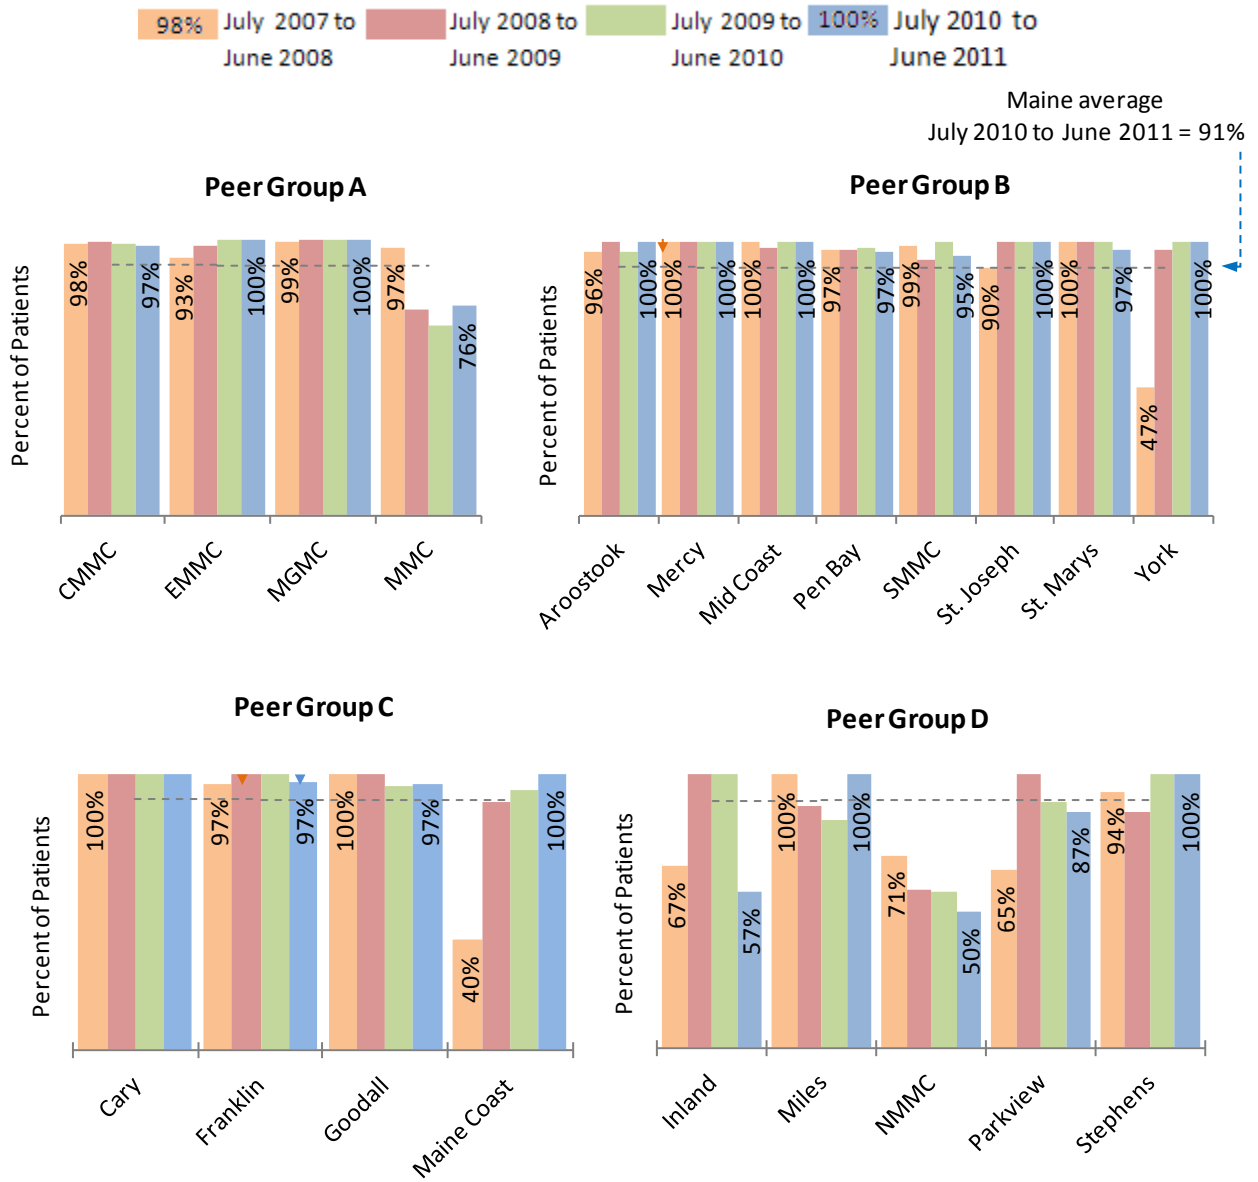 98% July 2007 to July 2008 to July 2009 to 100% July 2010 to
June 2008 June 2009 June 2010 June 2011
Maine average
July 2010 to June 2011 = 91%
Peer Group A
Percent of Patients
98% 97% 93% 100% 99% 100% 97% 76%
CMMC EMMC MGMC MMC
Peer Group B
Percent of Patients
96% 100% 100% 100% 100% 100% 97% 97% 99% 95% 90% 100% 100% 97% 47% 100%
Aroostook Mercy Mid Coast Pen Bay SMMC St. Joseph St. Marys York
Peer Group C
Percent of Patients
100% 97% 97% 100% 97% 40% 100%
Cary Franklin Goodall Maine Coast
Peer Group D
Percent of Patients
67% 57% 100% 100% 71% 50% 65% 87% 94% 100%
Inland Miles NMMC Parkview Stephens